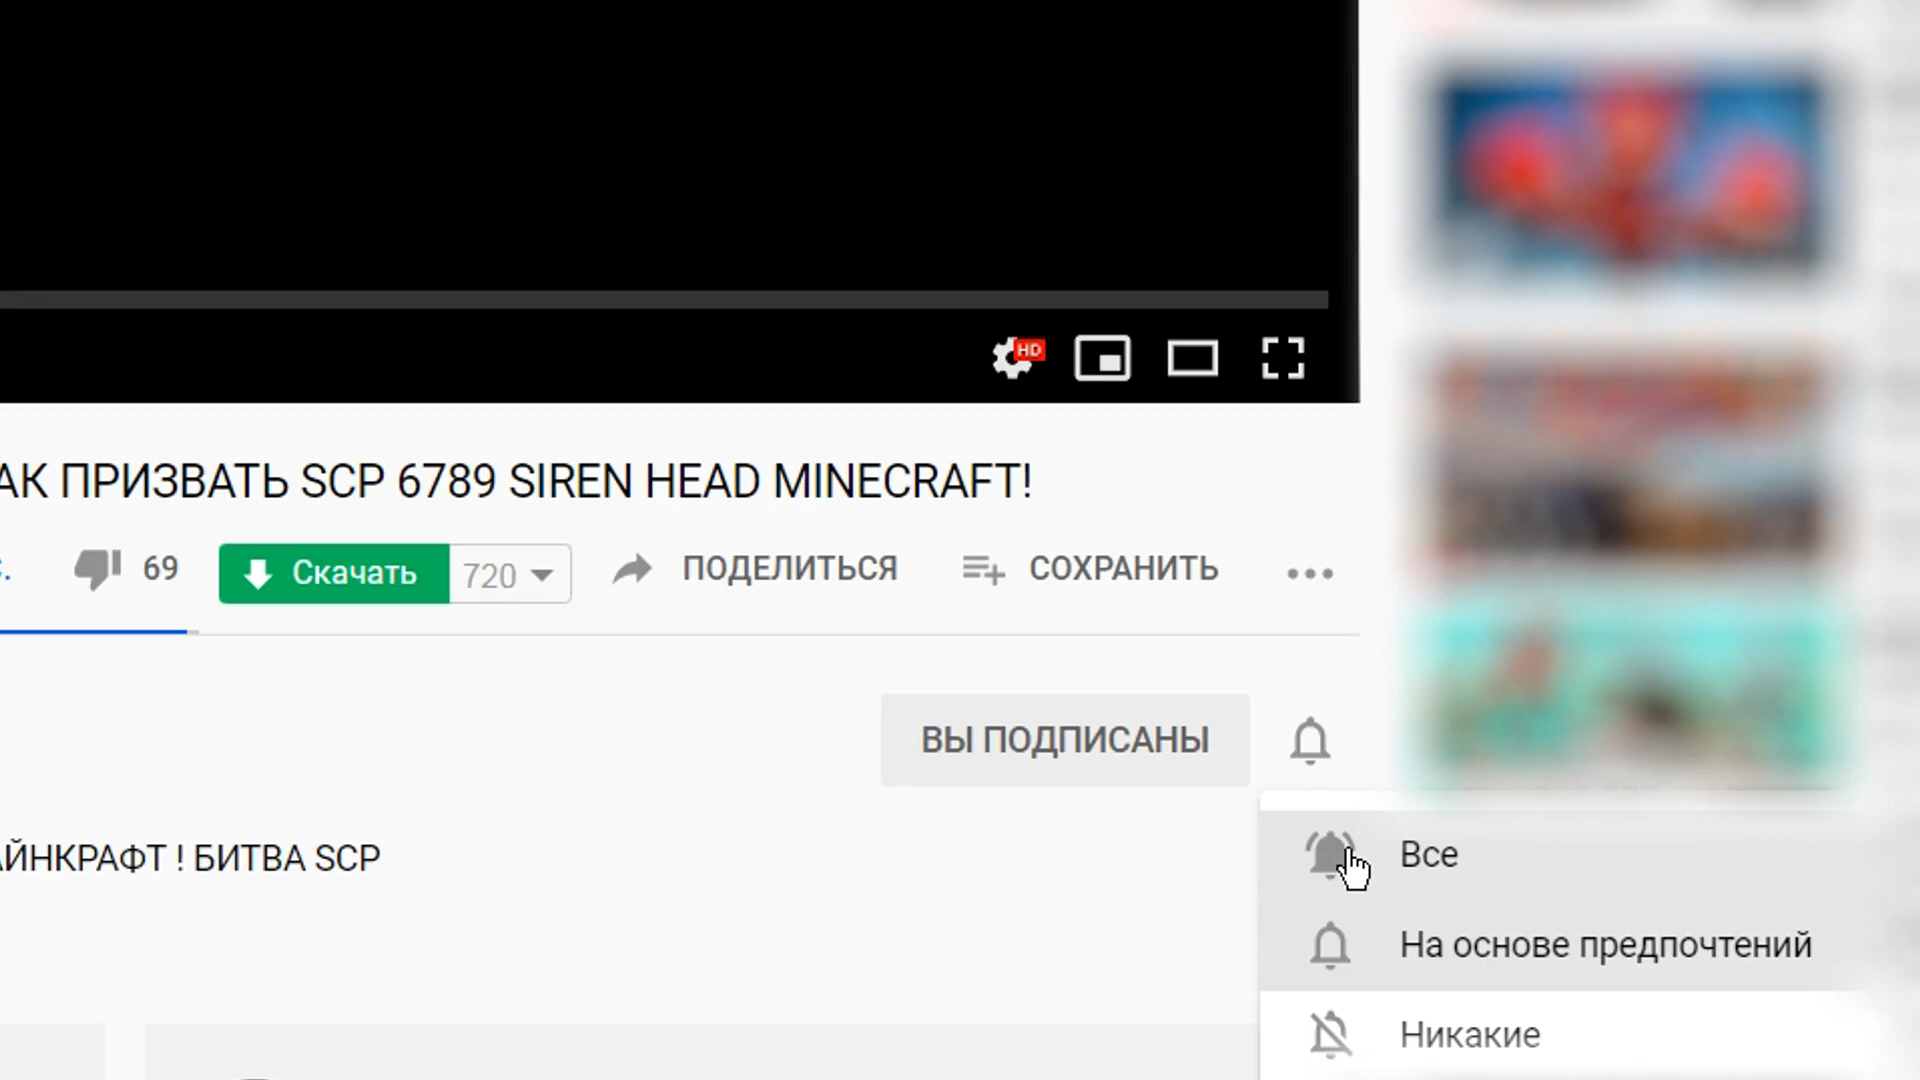 HD
АК ПРИЗВАТЬ SCP 6789 SIREN HEAD MINECRAFT!
69 Скачать 720 ПОДЕЛИТЬСЯ СОХРАНИТЬ
ВЫ ПОДПИСАНЫ
АЙНКРАФТ ! БИТВА SCP
Все
На основе предпочтений
Никакие